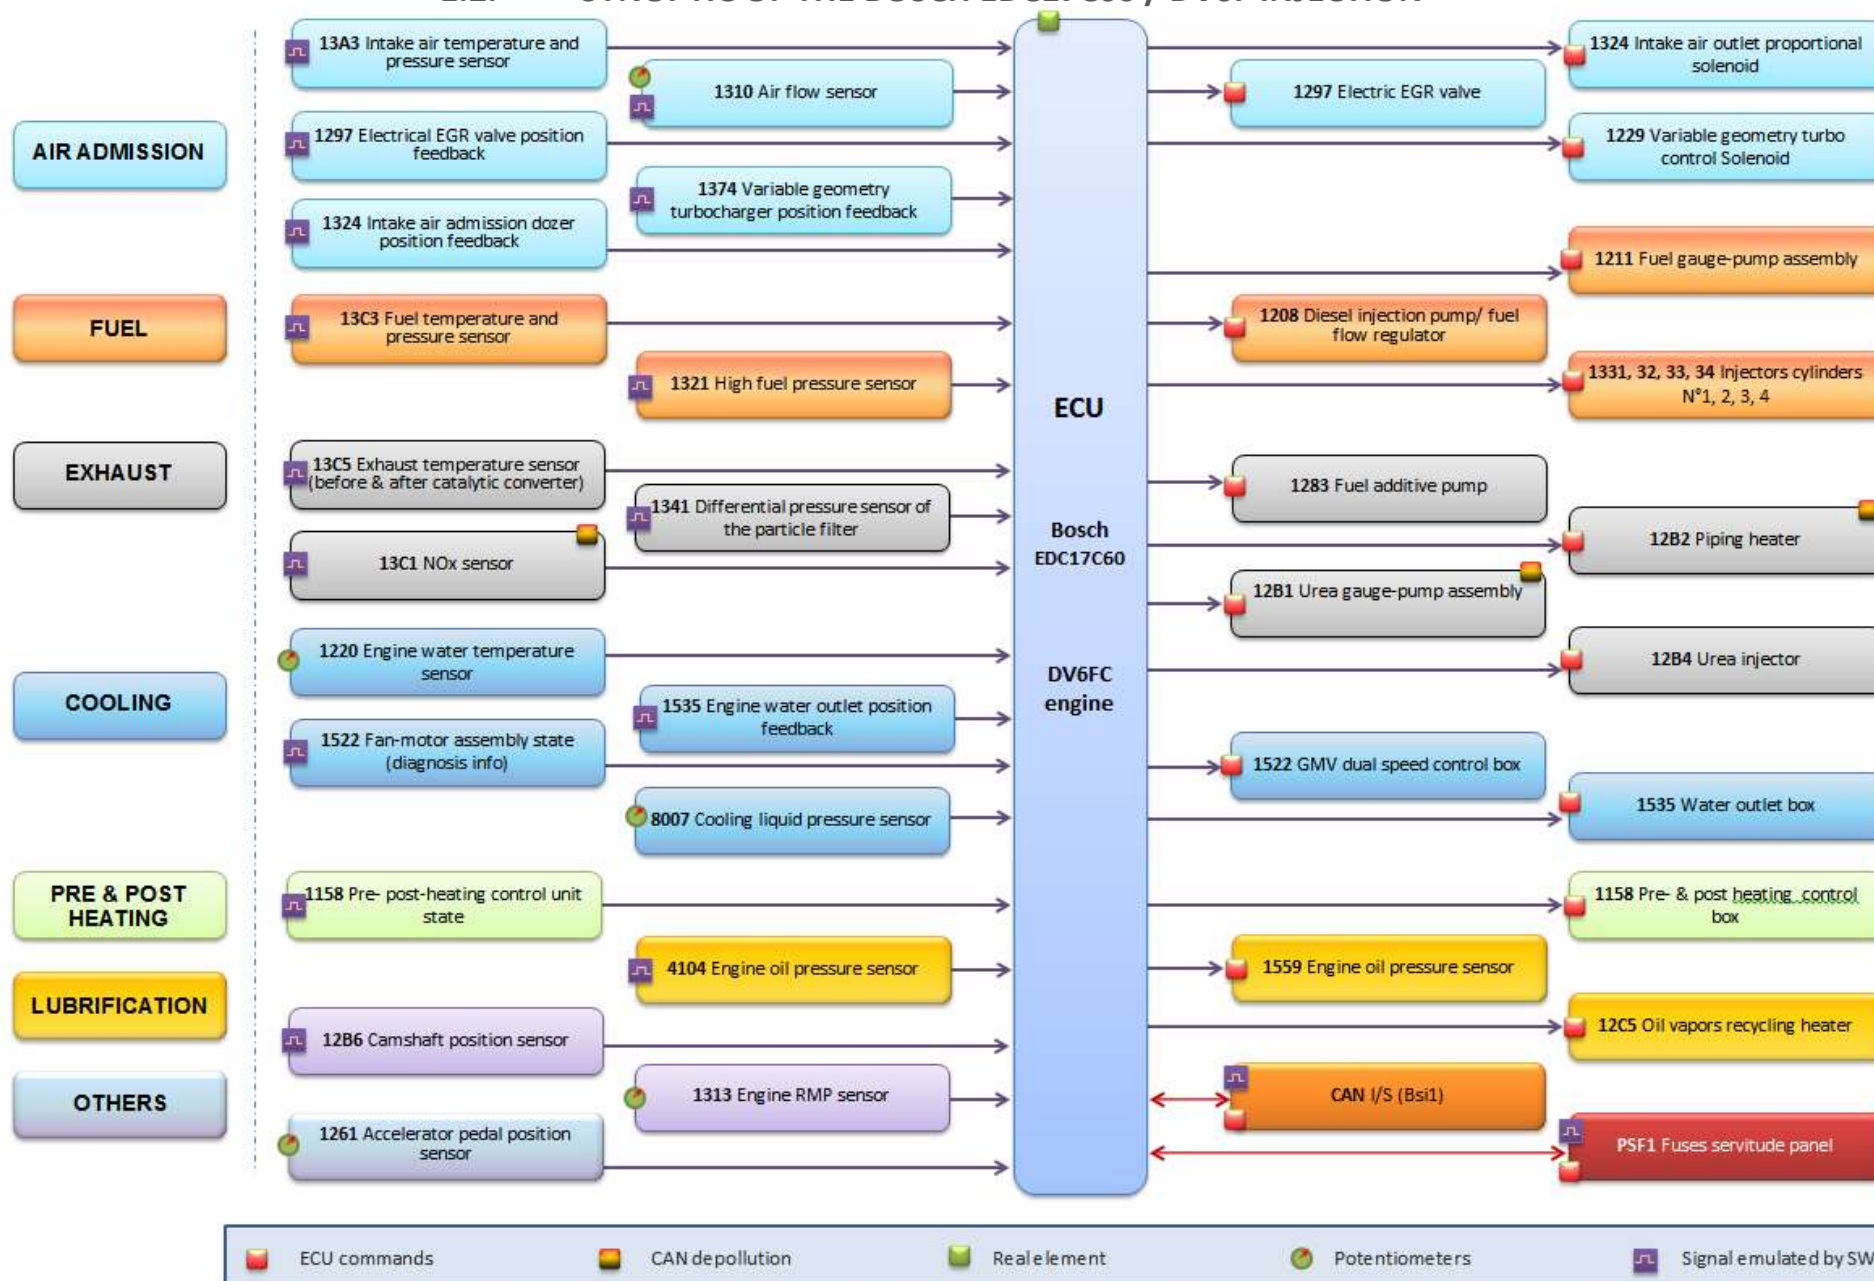 AIR ADMISSION
FUEL
EXHAUST
COOLING
PRE & POST
HEATING
LUBRIFICATION
OTHERS
13A3 Intake air temperature and
pressure sensor
1310 Air flow sensor
1297 Electrical EGR valve position
feedback
1374 Variable geometry
turbocharger position feedback
1324 Intake air admission dozer
position feedback
13C3 Fuel temperature and
pressure sensor
1321 High fuel pressure sensor
13C5 Exhaust temperature sensor
(before & after catalytic converter)
1341 Differential pressure sensor of
the particle filter
13C1 NOx sensor
1220 Engine water temperature
sensor
1535 Engine water outlet position
feedback
1522 Fan-motor assembly state
(diagnosis info)
8007 Cooling liquid pressure sensor
1158 Pre- post-heating control unit
state
4104 Engine oil pressure sensor
12B6 Camshaft position sensor
1313 Engine RMP sensor
1261 Accelerator pedal position
sensor
ECU
Bosch
EDC17C60
DV6FC
engine
1324 Intake air outlet proportional
solenoid
1297 Electric EGR valve
1229 Variable geometry turbo
control Solenoid
1211 Fuel gauge-pump assembly
1208 Diesel injection pump/ fuel
flow regulator
1331, 32, 33, 34 Injectors cylinders
N°1, 2, 3, 4
1283 Fuel additive pump
12B2 Piping heater
12B1 Urea gauge-pump assembly
12B4 Urea injector
1522 GMV dual speed control box
1535 Water outlet box
1158 Pre- & post heating control
box
1559 Engine oil pressure sensor
12C5 Oil vapors recycling heater
CAN I/S (Bsi1)
PSF1 Fuses servitude panel
ECU commands
CAN depollution
Real element
Potentiometers
Signal emulated by SW